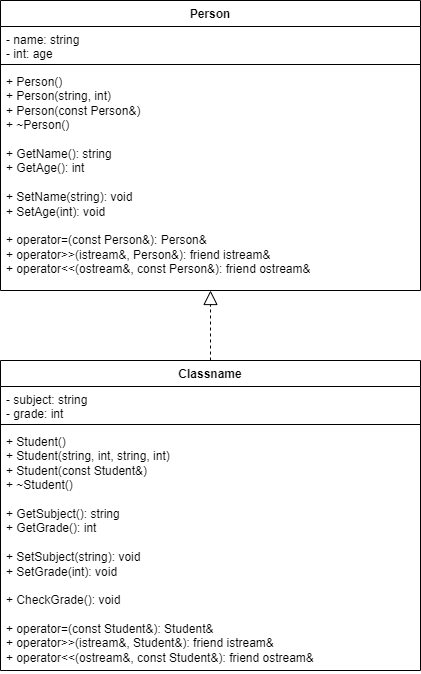 Person
- name: string
- int: age
+ Person()
+ Person(string, int)
+ Person(const Person&)
+ ~Person()
+ GetName(): string
+ GetAge(): int
+ SetName(string): void
+ SetAge(int): void
+ operator=(const Person&): Person&
+ operator>>(istream&, Person&): friend istream&
+ operator<<(ostream&, const Person&): friend ostream&
Classname
- subject: string
- grade: int
+ Student()
+ Student(string, int, string, int)
+ Student(const Student&)
+ ~Student()
+ GetSubject(): string
+ GetGrade(): int
+ SetSubject(string): void
+ SetGrade(int): void
+ CheckGrade(): void
+ operator=(const Student&): Student&
+ operator>>(istream&, Student&): friend istream&
+ operator<<(ostream&, const Student&): friend ostream&